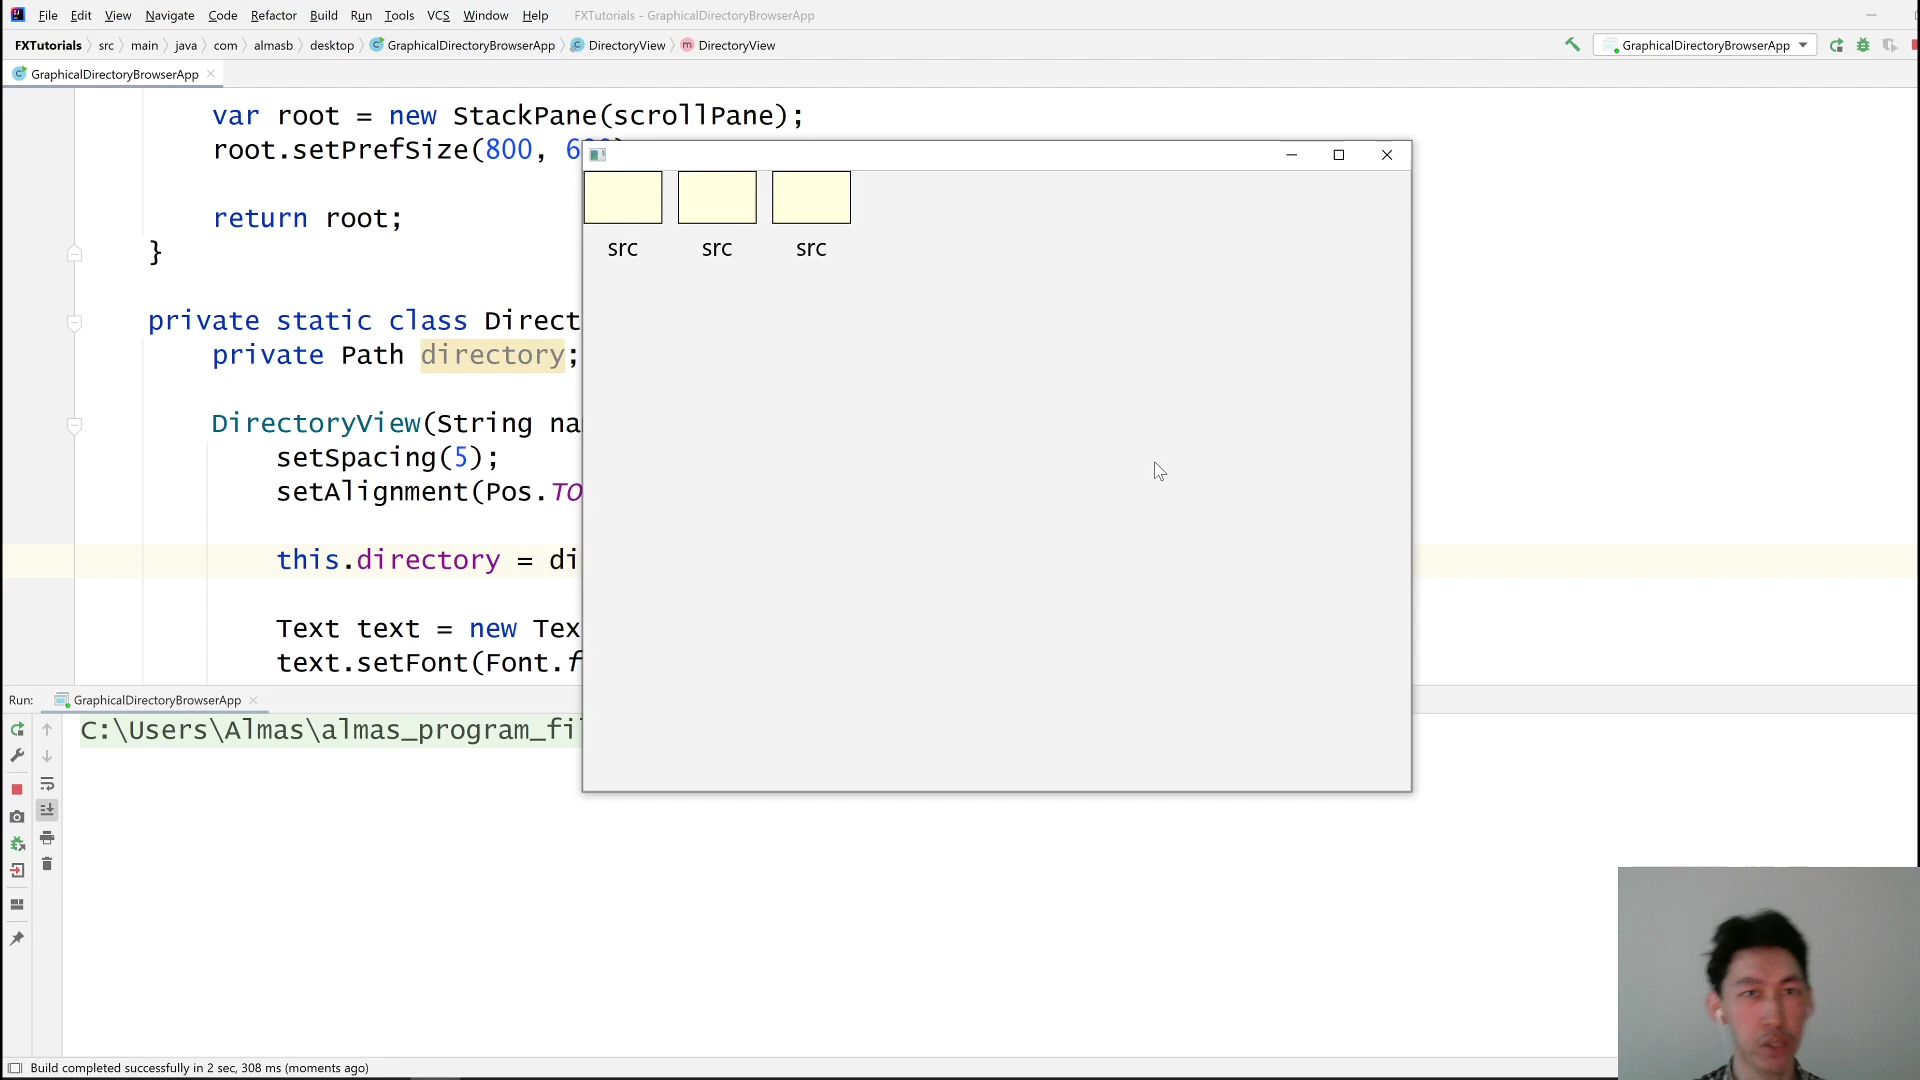 File Edit View Navigate Code Refactor Build Run Tools VCS Window Help FXTutorials - GraphicalDirectoryBrowserApp
FXTutorials src main java com almasb desktop GraphicalDirectoryBrowserApp DirectoryView DirectoryView GraphicalDirectoryBrowserApp
GraphicalDirectoryBrowserApp
var root = new StackPane(scrollPane);
root.setPrefSize(800, 6
return root;
}
private static class Direct
private Path directory;
DirectoryView(String na
setSpacing(5);
setAlignment(Pos.TO
this.directory = di
Text text = new Tex
text.setFont(Font.f
src src src
Run: GraphicalDirectoryBrowserApp
C:\Users\Almas\almas_program_fi
Build completed successfully in 2 sec, 308 ms (moments ago)